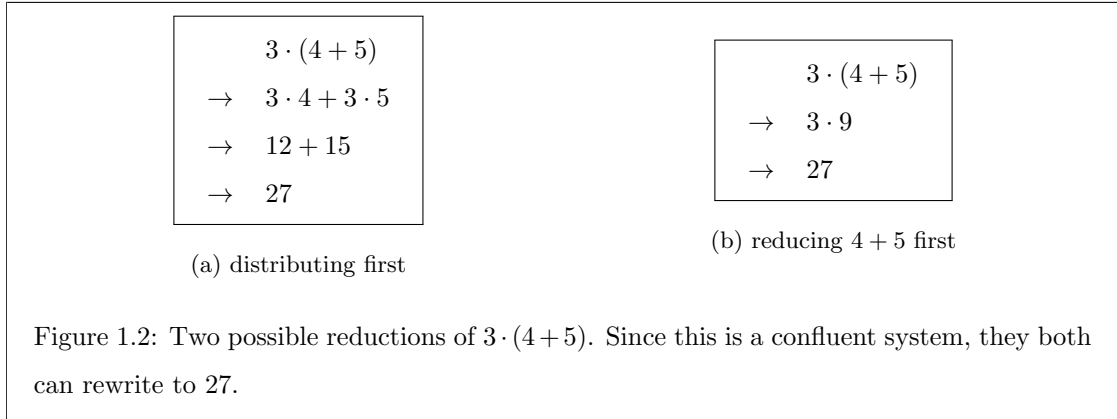 3 · (4 + 5)
→ 3 · 4 + 3 · 5
→ 12 + 15
→ 27
(a) distributing first
3 · (4 + 5)
→ 3 · 9
→ 27
(b) reducing 4 + 5 first
Figure 1.2: Two possible reductions of 3 · (4 + 5). Since this is a confluent system, they both
can rewrite to 27.